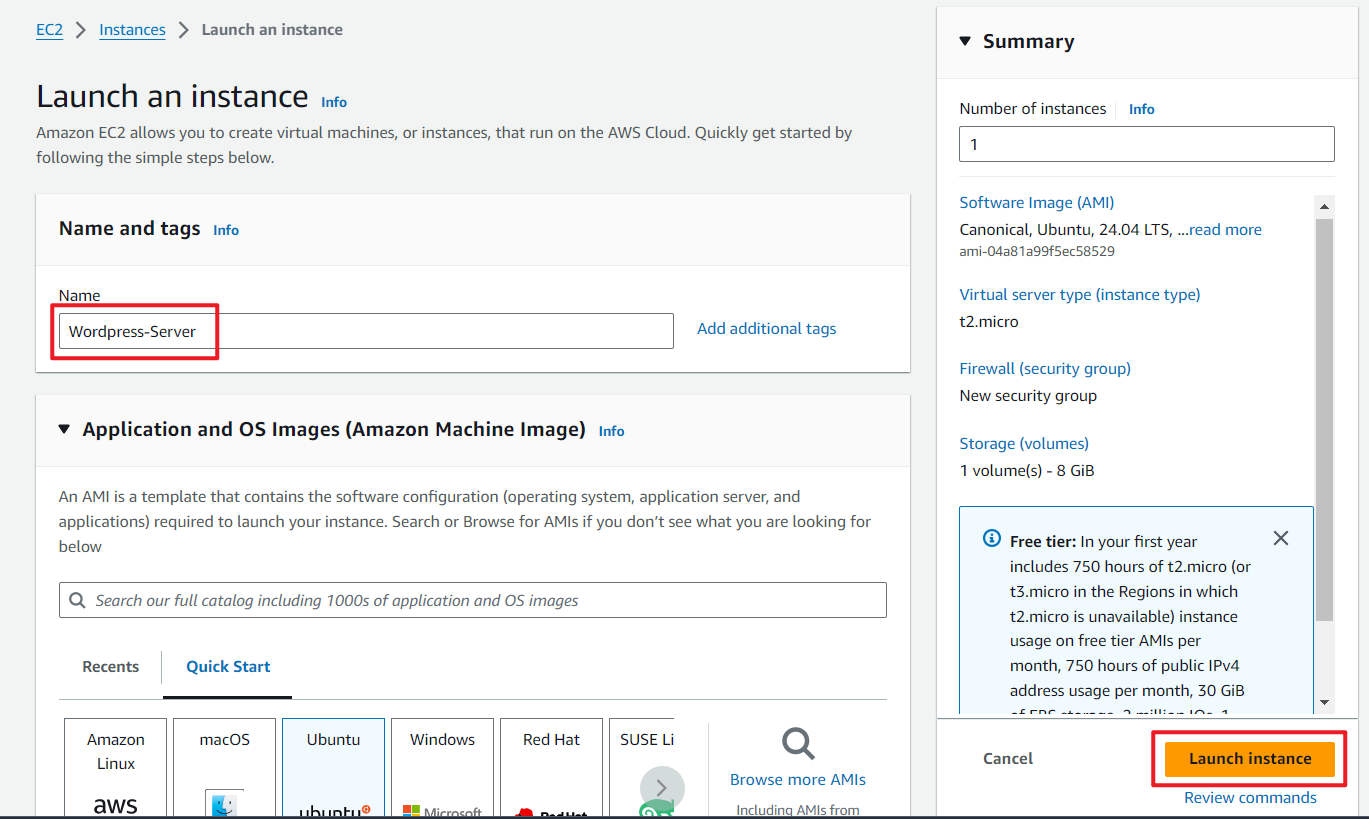 EC2 > Instances > Launch an instance
Launch an instance Info
Amazon EC2 allows you to create virtual machines, or instances, that run on the AWS Cloud. Quickly get started by
following the simple steps below.
Name and tags Info
Name
Wordpress-Server
Add additional tags
Application and OS Images (Amazon Machine Image) Info
An AMI is a template that contains the software configuration (operating system, application server, and
applications) required to launch your instance. Search or Browse for AMIs if you don’t see what you are looking for
below
Search our full catalog including 1000s of application and OS images
Recents
Quick Start
Amazon
Linux
aws
macOS
Ubuntu
ubuntu
Windows
Microsoft
Red Hat
Red Hat
SUSE Li
Browse more AMIs
Including AMIs from
Summary
Number of instances Info
1
Software Image (AMI)
Canonical, Ubuntu, 24.04 LTS, ...read more
ami-04a81a99f5ec58529
Virtual server type (instance type)
t2.micro
Firewall (security group)
New security group
Storage (volumes)
1 volume(s) - 8 GiB
Free tier: In your first year
includes 750 hours of t2.micro (or
t3.micro in the Regions in which
t2.micro is unavailable) instance
usage on free tier AMIs per
month, 750 hours of public IPv4
address usage per month, 30 GiB
of EBS storage, 2 million IOs, 1
Cancel
Launch instance
Review commands